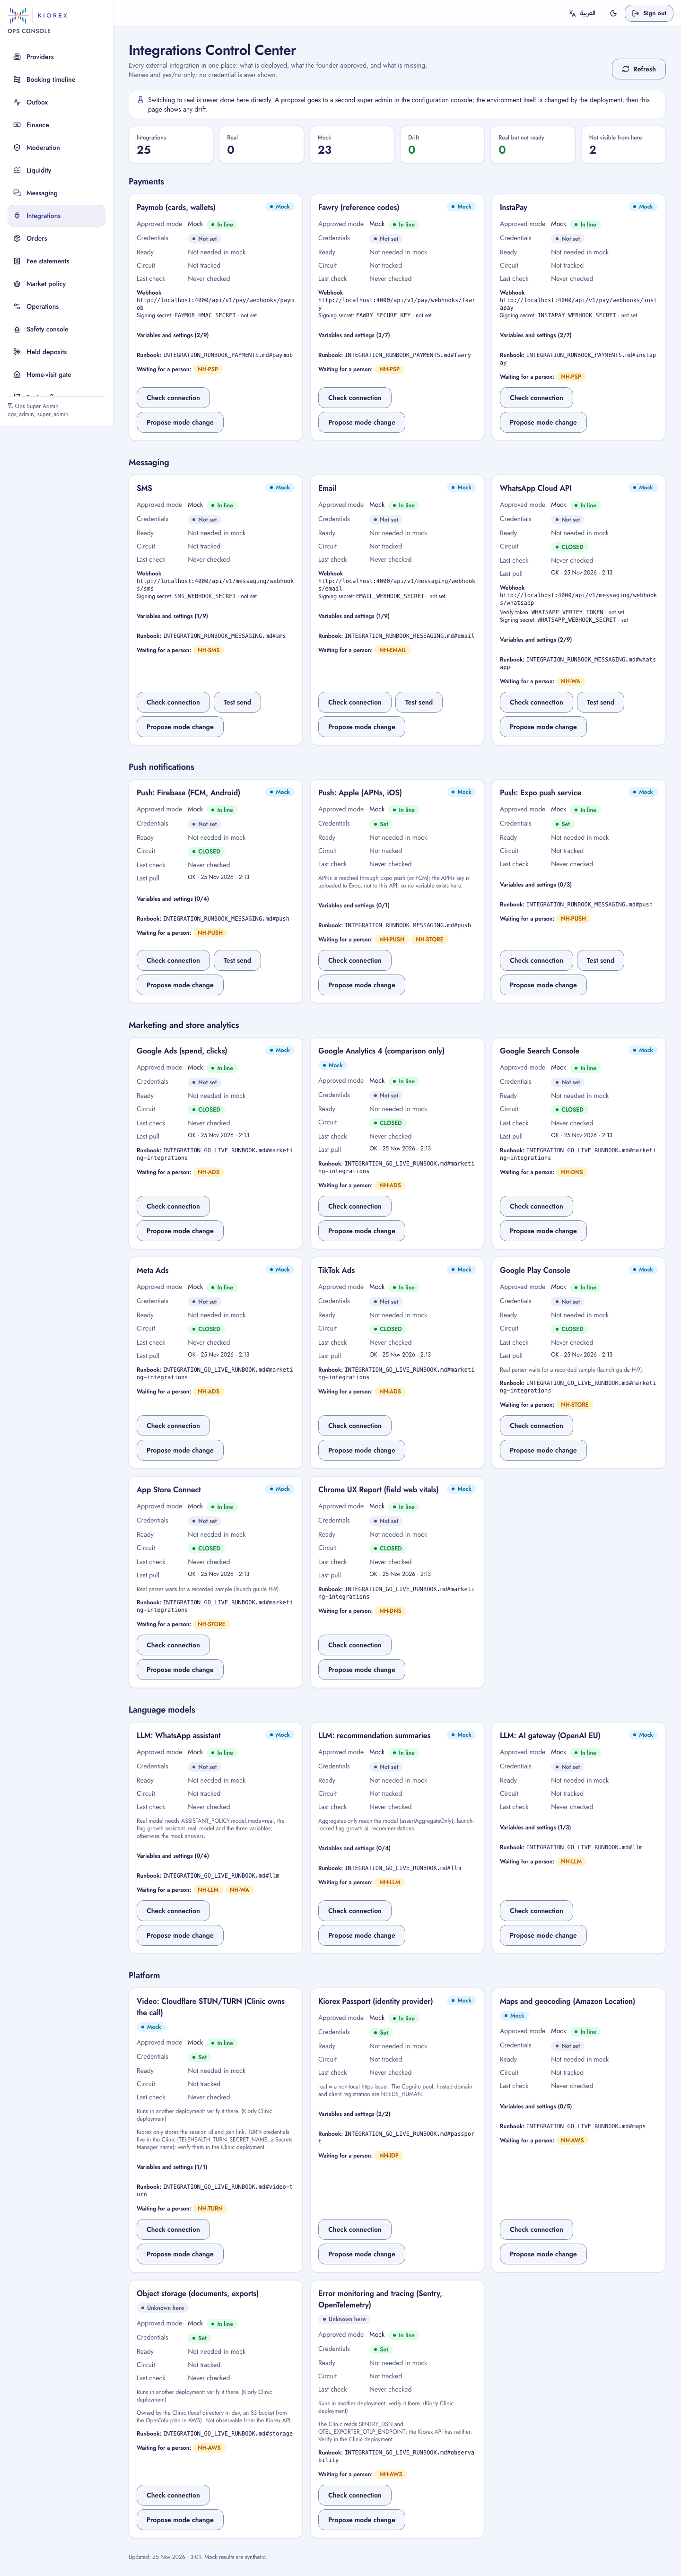 KIOREX
OPS CONSOLE
العربية
Sign out
Providers
Booking timeline
Outbox
Finance
Moderation
Liquidity
Messaging
Integrations
Orders
Fee statements
Market policy
Operations
Safety console
Held deposits
Home-visit gate
Ops Super Admin
ops_admin, super_admin
Integrations Control Center
Every external integration in one place: what is deployed, what the founder approved, and what is missing.
Names and yes/no only; no credential is ever shown.
Refresh
Switching to real is never done here directly. A proposal goes to a second super admin in the configuration console; the environment itself is changed by the deployment, then this
page shows any drift.
Integrations
25
Real
0
Mock
23
Drift
0
Real but not ready
0
Not visible from here
2
Payments
Paymob (cards, wallets)
Mock
Approved mode Mock In line
Credentials Not set
Ready Not needed in mock
Circuit Not tracked
Last check Never checked
Webhook
http://localhost:4000/api/v1/pay/webhooks/paym
ob
Signing secret: PAYMOB_HMAC_SECRET · not set
Variables and settings (2/9)
Runbook: INTEGRATION_RUNBOOK_PAYMENTS.md#paymob
Waiting for a person: NH-PSP
Check connection
Propose mode change
Fawry (reference codes)
Mock
Approved mode Mock In line
Credentials Not set
Ready Not needed in mock
Circuit Not tracked
Last check Never checked
Webhook
http://localhost:4000/api/v1/pay/webhooks/fawr
y
Signing secret: FAWRY_SECURE_KEY · not set
Variables and settings (2/7)
Runbook: INTEGRATION_RUNBOOK_PAYMENTS.md#fawry
Waiting for a person: NH-PSP
Check connection
Propose mode change
InstaPay
Mock
Approved mode Mock In line
Credentials Not set
Ready Not needed in mock
Circuit Not tracked
Last check Never checked
Webhook
http://localhost:4000/api/v1/pay/webhooks/inst
apay
Signing secret: INSTAPAY_WEBHOOK_SECRET · not set
Variables and settings (2/7)
Runbook: INTEGRATION_RUNBOOK_PAYMENTS.md#instap
ay
Waiting for a person: NH-PSP
Check connection
Propose mode change
Messaging
SMS
Mock
Approved mode Mock In line
Credentials Not set
Ready Not needed in mock
Circuit Not tracked
Last check Never checked
Webhook
http://localhost:4000/api/v1/messaging/webhook
s/sms
Signing secret: SMS_WEBHOOK_SECRET · not set
Variables and settings (1/9)
Runbook: INTEGRATION_RUNBOOK_MESSAGING.md#sms
Waiting for a person: NH-SMS
Check connection
Test send
Propose mode change
Email
Mock
Approved mode Mock In line
Credentials Not set
Ready Not needed in mock
Circuit Not tracked
Last check Never checked
Webhook
http://localhost:4000/api/v1/messaging/webhook
s/email
Signing secret: EMAIL_WEBHOOK_SECRET · not set
Variables and settings (1/9)
Runbook: INTEGRATION_RUNBOOK_MESSAGING.md#email
Waiting for a person: NH-EMAIL
Check connection
Test send
Propose mode change
WhatsApp Cloud API
Mock
Approved mode Mock In line
Credentials Not set
Ready Not needed in mock
Circuit CLOSED
Last check Never checked
Last pull OK · 25 Nov 2026 · 2:13
Webhook
http://localhost:4000/api/v1/messaging/webhook
s/whatsapp
Verify token: WHATSAPP_VERIFY_TOKEN · not set
Signing secret: WHATSAPP_WEBHOOK_SECRET · set
Variables and settings (2/9)
Runbook: INTEGRATION_RUNBOOK_MESSAGING.md#whats
app
Waiting for a person: NH-WA
Check connection
Test send
Propose mode change
Push notifications
Push: Firebase (FCM, Android)
Mock
Approved mode Mock In line
Credentials Not set
Ready Not needed in mock
Circuit CLOSED
Last check Never checked
Last pull OK · 25 Nov 2026 · 2:13
Variables and settings (0/4)
Runbook: INTEGRATION_RUNBOOK_MESSAGING.md#push
Waiting for a person: NH-PUSH
Check connection
Test send
Propose mode change
Push: Apple (APNs, iOS)
Mock
Approved mode Mock In line
Credentials Set
Ready Not needed in mock
Circuit Not tracked
Last check Never checked
APNs is reached through Expo push (or FCM); the APNs key is
uploaded to Expo, not to this API, so no variable exists here.
Variables and settings (0/1)
Runbook: INTEGRATION_RUNBOOK_MESSAGING.md#push
Waiting for a person: NH-PUSH NH-STORE
Check connection
Propose mode change
Push: Expo push service
Mock
Approved mode Mock In line
Credentials Set
Ready Not needed in mock
Circuit Not tracked
Last check Never checked
Variables and settings (0/3)
Runbook: INTEGRATION_RUNBOOK_MESSAGING.md#push
Waiting for a person: NH-PUSH
Check connection
Test send
Propose mode change
Marketing and store analytics
Google Ads (spend, clicks)
Mock
Approved mode Mock In line
Credentials Not set
Ready Not needed in mock
Circuit CLOSED
Last check Never checked
Last pull OK · 25 Nov 2026 · 2:13
Runbook: INTEGRATION_GO_LIVE_RUNBOOK.md#marketi
ng-integrations
Waiting for a person: NH-ADS
Check connection
Propose mode change
Google Analytics 4 (comparison only)
Mock
Approved mode Mock In line
Credentials Not set
Ready Not needed in mock
Circuit CLOSED
Last check Never checked
Last pull OK · 25 Nov 2026 · 2:13
Runbook: INTEGRATION_GO_LIVE_RUNBOOK.md#marketi
ng-integrations
Waiting for a person: NH-ADS
Check connection
Propose mode change
Google Search Console
Mock
Approved mode Mock In line
Credentials Not set
Ready Not needed in mock
Circuit CLOSED
Last check Never checked
Last pull OK · 25 Nov 2026 · 2:13
Runbook: INTEGRATION_GO_LIVE_RUNBOOK.md#marketi
ng-integrations
Waiting for a person: NH-DNS
Check connection
Propose mode change
Meta Ads
Mock
Approved mode Mock In line
Credentials Not set
Ready Not needed in mock
Circuit CLOSED
Last check Never checked
Last pull OK · 25 Nov 2026 · 2:13
Runbook: INTEGRATION_GO_LIVE_RUNBOOK.md#marketi
ng-integrations
Waiting for a person: NH-ADS
Check connection
Propose mode change
TikTok Ads
Mock
Approved mode Mock In line
Credentials Not set
Ready Not needed in mock
Circuit CLOSED
Last check Never checked
Last pull OK · 25 Nov 2026 · 2:13
Runbook: INTEGRATION_GO_LIVE_RUNBOOK.md#marketi
ng-integrations
Waiting for a person: NH-ADS
Check connection
Propose mode change
Google Play Console
Mock
Approved mode Mock In line
Credentials Not set
Ready Not needed in mock
Circuit CLOSED
Last check Never checked
Last pull OK · 25 Nov 2026 · 2:13
Real parser waits for a recorded sample (launch guide H-9).
Runbook: INTEGRATION_GO_LIVE_RUNBOOK.md#marketi
ng-integrations
Waiting for a person: NH-STORE
Check connection
Propose mode change
App Store Connect
Mock
Approved mode Mock In line
Credentials Not set
Ready Not needed in mock
Circuit CLOSED
Last check Never checked
Last pull OK · 25 Nov 2026 · 2:13
Real parser waits for a recorded sample (launch guide H-9).
Runbook: INTEGRATION_GO_LIVE_RUNBOOK.md#marketi
ng-integrations
Waiting for a person: NH-STORE
Check connection
Propose mode change
Chrome UX Report (field web vitals)
Mock
Approved mode Mock In line
Credentials Not set
Ready Not needed in mock
Circuit CLOSED
Last check Never checked
Last pull OK · 25 Nov 2026 · 2:13
Runbook: INTEGRATION_GO_LIVE_RUNBOOK.md#marketi
ng-integrations
Waiting for a person: NH-DNS
Check connection
Propose mode change
Language models
LLM: WhatsApp assistant
Mock
Approved mode Mock In line
Credentials Not set
Ready Not needed in mock
Circuit Not tracked
Last check Never checked
Real model needs ASSISTANT_POLICY.model.mode=real, the
flag growth.assistant_real_model and the three variables;
otherwise the mock answers.
Variables and settings (0/4)
Runbook: INTEGRATION_GO_LIVE_RUNBOOK.md#llm
Waiting for a person: NH-LLM NH-WA
Check connection
Propose mode change
LLM: recommendation summaries
Mock
Approved mode Mock In line
Credentials Not set
Ready Not needed in mock
Circuit Not tracked
Last check Never checked
Aggregates only reach the model (assertAggregateOnly); launch-
locked flag growth.ai_recommendations.
Variables and settings (0/4)
Runbook: INTEGRATION_GO_LIVE_RUNBOOK.md#llm
Waiting for a person: NH-LLM
Check connection
Propose mode change
LLM: AI gateway (OpenAI EU)
Mock
Approved mode Mock In line
Credentials Not set
Ready Not needed in mock
Circuit Not tracked
Last check Never checked
Variables and settings (1/3)
Runbook: INTEGRATION_GO_LIVE_RUNBOOK.md#llm
Waiting for a person: NH-LLM
Check connection
Propose mode change
Platform
Video: Cloudflare STUN/TURN (Clinic owns
the call)
Mock
Approved mode Mock In line
Credentials Set
Ready Not needed in mock
Circuit Not tracked
Last check Never checked
Runs in another deployment: verify it there. (Kiorly Clinic
deployment)
Kiorex only stores the session id and join link. TURN credentials
live in the Clinic (TELEHEALTH_TURN_SECRET_NAME, a Secrets
Manager name): verify them in the Clinic deployment.
Variables and settings (1/1)
Runbook: INTEGRATION_GO_LIVE_RUNBOOK.md#video-t
urn
Waiting for a person: NH-TURN
Check connection
Propose mode change
Kiorex Passport (identity provider)
Mock
Approved mode Mock In line
Credentials Set
Ready Not needed in mock
Circuit Not tracked
Last check Never checked
real = a non-local https issuer. The Cognito pool, hosted domain
and client registration are NEEDS_HUMAN.
Variables and settings (2/2)
Runbook: INTEGRATION_GO_LIVE_RUNBOOK.md#passpor
t
Waiting for a person: NH-IDP
Check connection
Propose mode change
Maps and geocoding (Amazon Location)
Mock
Approved mode Mock In line
Credentials Not set
Ready Not needed in mock
Circuit Not tracked
Last check Never checked
Variables and settings (0/5)
Runbook: INTEGRATION_GO_LIVE_RUNBOOK.md#maps
Waiting for a person: NH-AWS
Check connection
Propose mode change
Object storage (documents, exports)
Unknown here
Approved mode Mock In line
Credentials Set
Ready Not needed in mock
Circuit Not tracked
Last check Never checked
Runs in another deployment: verify it there. (Kiorly Clinic
deployment)
Owned by the Clinic (local directory in dev, an S3 bucket from
the OpenTofu plan in AWS). Not observable from the Kiorex API.
Runbook: INTEGRATION_GO_LIVE_RUNBOOK.md#storage
Waiting for a person: NH-AWS
Check connection
Propose mode change
Error monitoring and tracing (Sentry,
OpenTelemetry)
Unknown here
Approved mode Mock In line
Credentials Set
Ready Not needed in mock
Circuit Not tracked
Last check Never checked
Runs in another deployment: verify it there. (Kiorly Clinic
deployment)
The Clinic reads SENTRY_DSN and
OTEL_EXPORTER_OTLP_ENDPOINT; the Kiorex API has neither.
Verify in the Clinic deployment.
Runbook: INTEGRATION_GO_LIVE_RUNBOOK.md#observa
bility
Waiting for a person: NH-AWS
Check connection
Propose mode change
Updated: 25 Nov 2026 · 3:01. Mock results are synthetic.